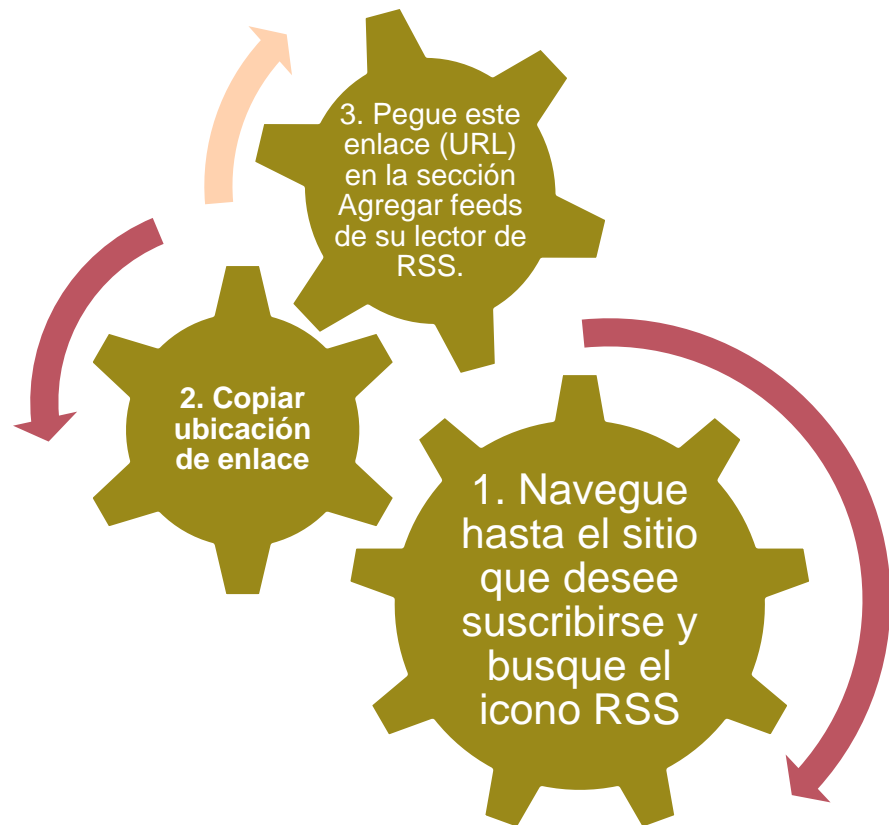 3. Pegue este
enlace (URL)
en la sección
Agregar feeds
de su lector de
RSS.
2. Copiar
ubicación
de enlace
1. Navegue
hasta el sitio
que desee
suscribirse y
busque el
icono RSS